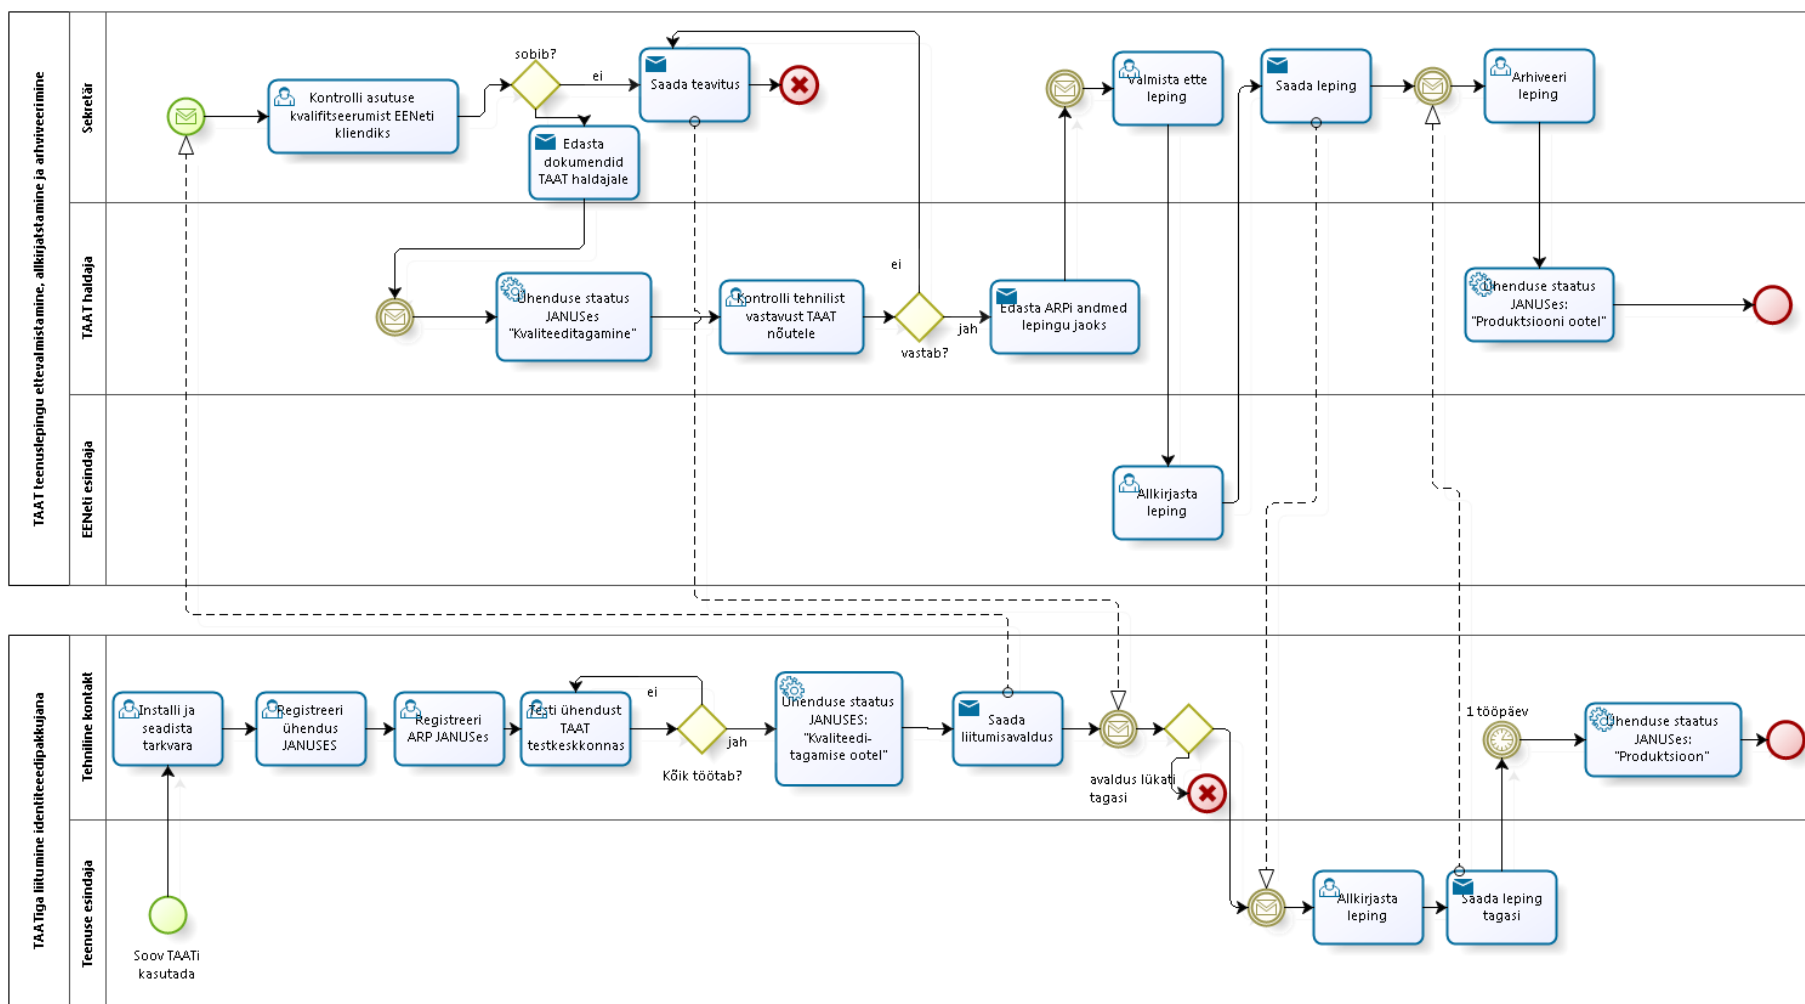 TAAT teenuslepingu ettevalmistamine, allkirjatstamine ja arhiveerimine
Sekretär
Kontrolli asutuse
kvalifitseerumist EENeti
kliendiks
sobib?
ei
Saada teavitus
Edasta
dokumendid
TAAT haldajale
Valmista ette
leping
Saada leping
Arhiveeri
leping
TAAT haldaja
Ühenduse staatus
JANUSes
"Kvaliteeditagamine"
Kontrolli tehnilist
vastavust TAAT
nõutele
ei
vastab?
jah
Edasta ARPi andmed
lepingu jaoks
Ühenduse staatus
JANUSes:
"Produktsiooni ootel"
EENeti esindaja
Allkirjasta
leping
TAATiga liitumine identiteedipakkujana
Tehniline kontakt
Installi ja
seadista
tarkvara
Registreeri
ühendus
JANUSES
Registreeri
ARP JANUSes
Testi ühendust
TAAT
testkeskkonnas
ei
jah
Kõik töötab?
Ühenduse staatus
JANUSES:
"Kvaliteedi-
tagamise ootel"
Saada
liitumisavaldus
avaldus lükati
tagasi
1 tööpäev
Ühenduse staatus
JANUSes:
"Produktsioon"
Teenuse esindaja
Soov TAATi
kasutada
Allkirjasta
leping
Saada leping
tagasi